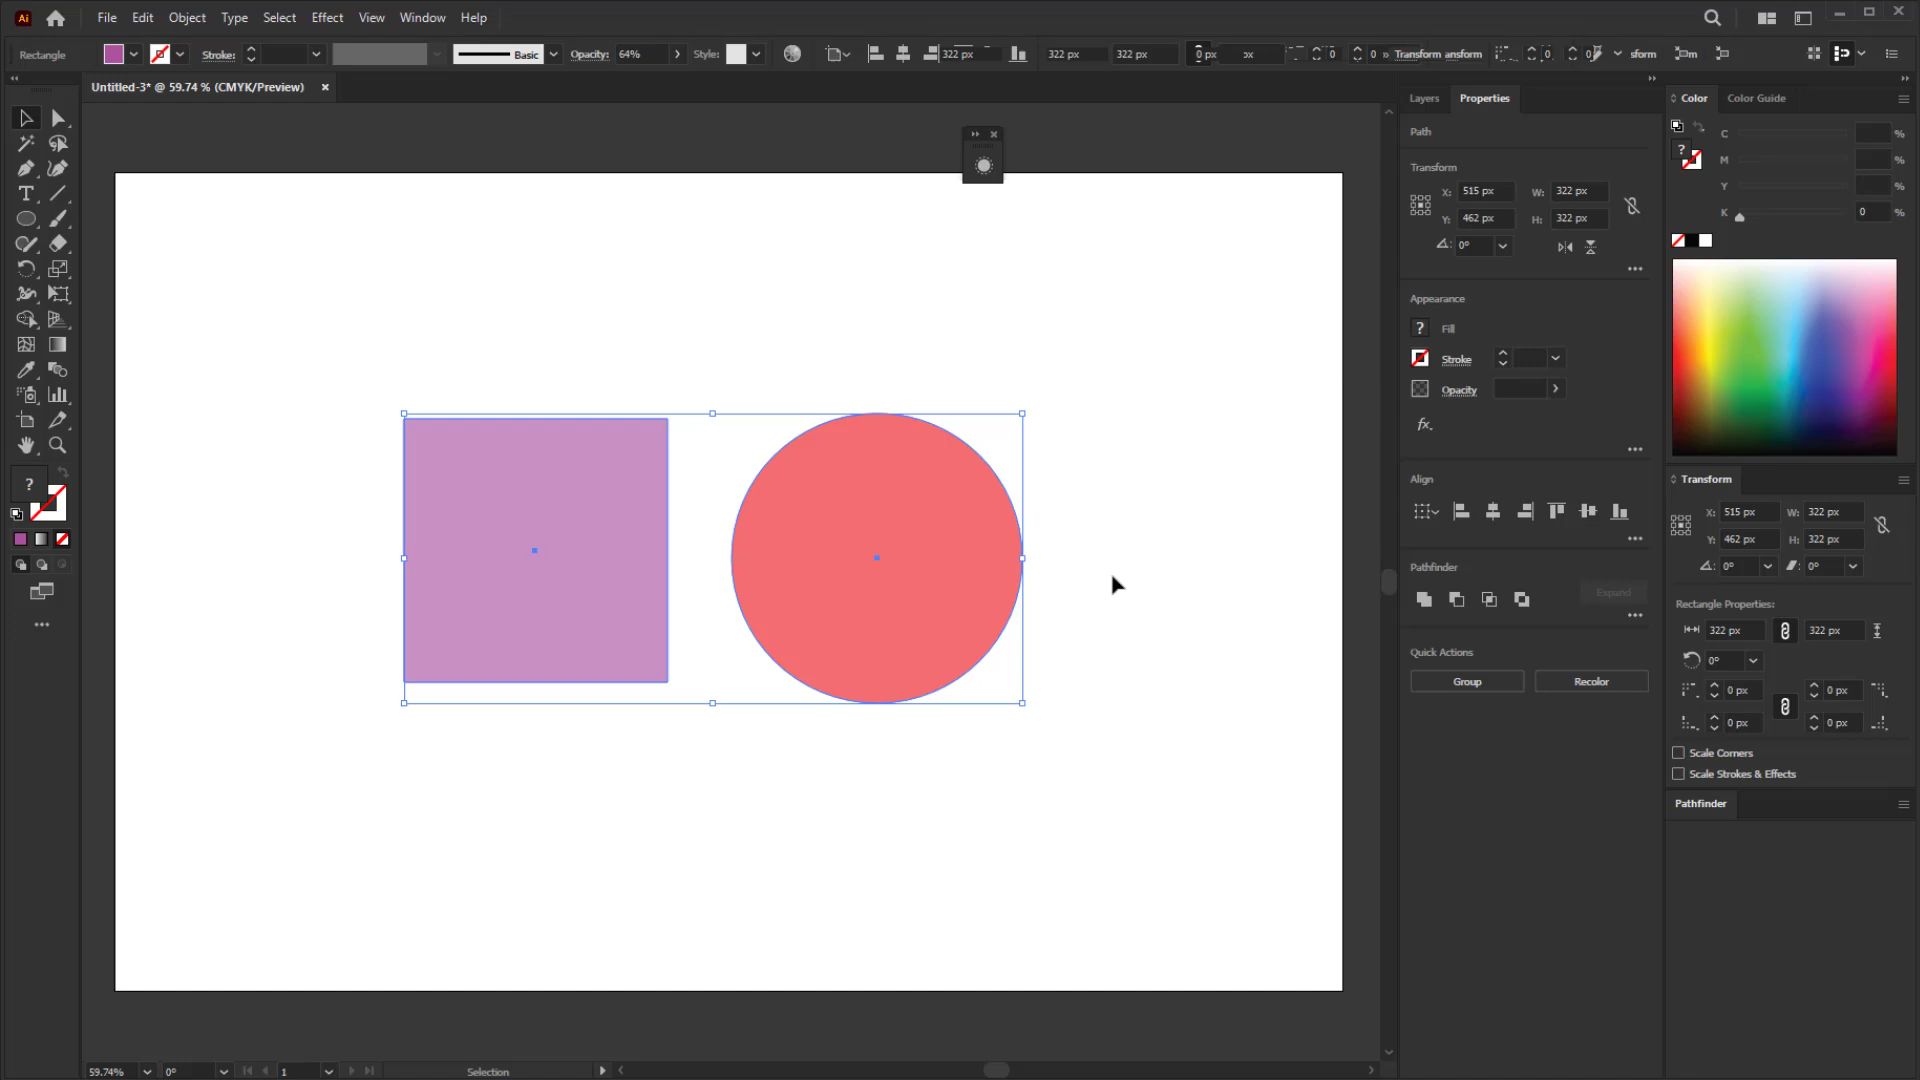 Ai File Edit Object Type Select Effect View Window Help
Rectangle Stroke: Basic Opacity: 64% Style: 322 px 322 px 322 px 0 px 0 0 Transform 0
Untitled-3* @ 59.74 % (CMYK/Preview)
Layers Properties
Path
Transform
X: 515 px W: 322 px
Y: 462 px H: 322 px
0°
Appearance
? Fill
Stroke
Opacity
fx.
Align
Pathfinder
Expand
Quick Actions
Group Recolor
Color Color Guide
C %
M %
? Y %
K 0 %
Transform
X: 515 px W: 322 px
Y: 462 px H: 322 px
0° 0°
Rectangle Properties:
322 px 322 px
0°
0 px 0 px
0 px 0 px
Scale Corners
Scale Strokes & Effects
Pathfinder
T
?
59.74% 0° 1 Selection